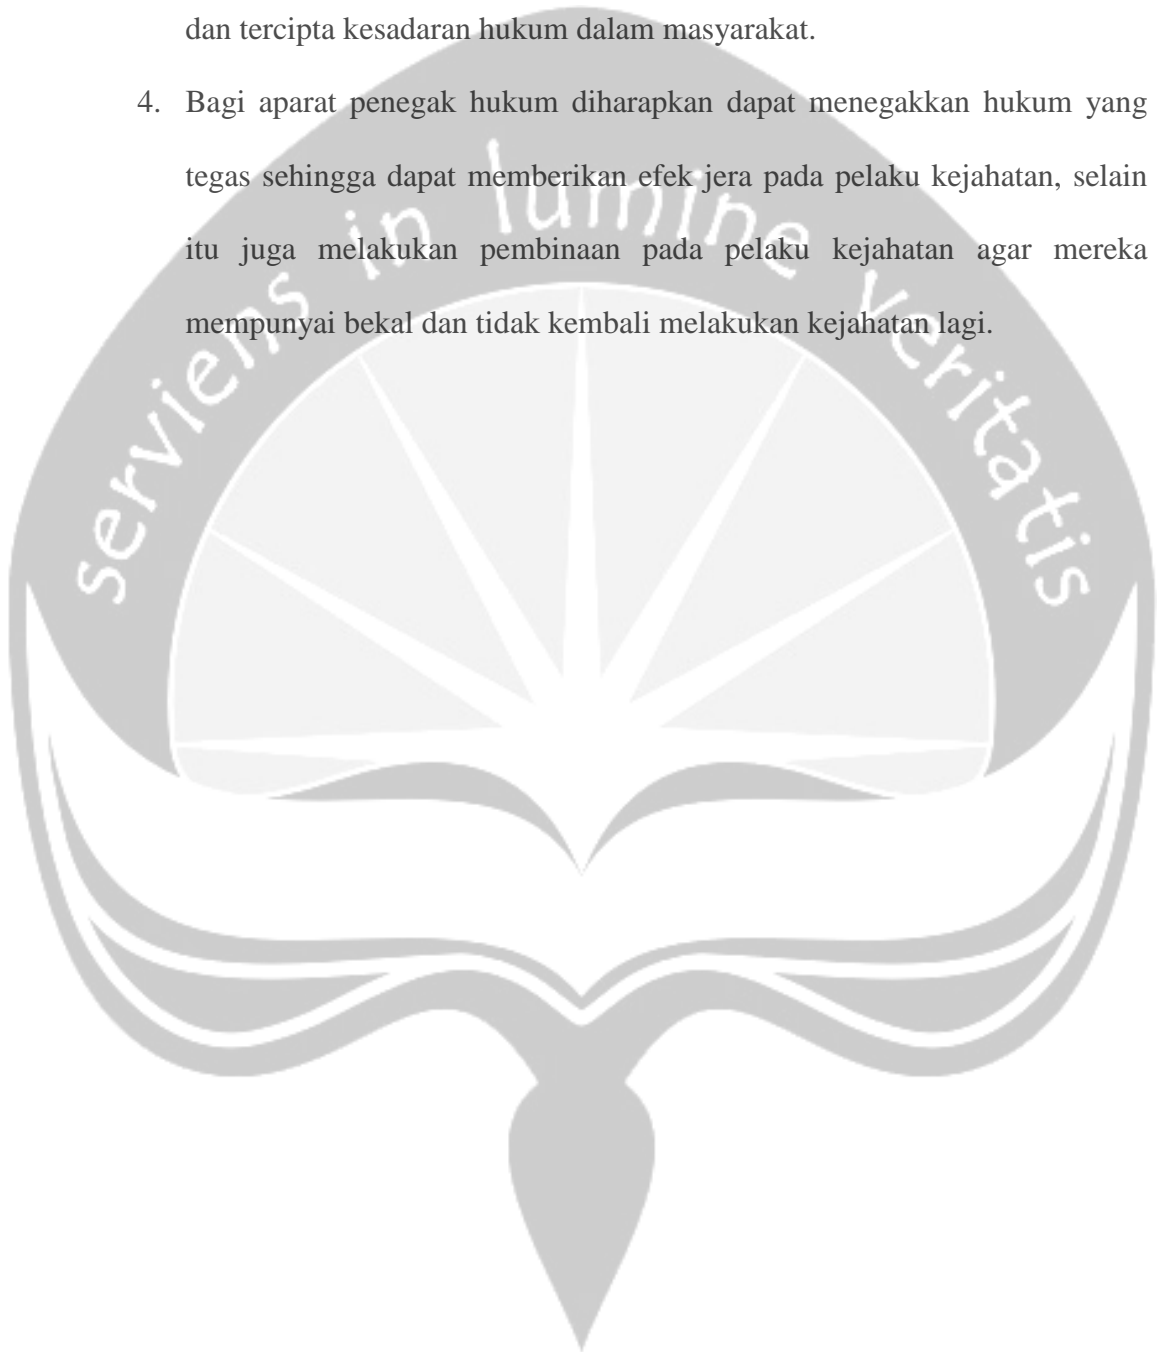 dan tercipta kesadaran hukum dalam masyarakat.
4. Bagi aparat penegak hukum diharapkan dapat menegakkan hukum yang
tegas sehingga dapat memberikan efek jera pada pelaku kejahatan, selain
itu juga melakukan pembinaan pada pelaku kejahatan agar mereka
mempunyai bekal dan tidak kembali melakukan kejahatan lagi.
serviens in lumine veritatis